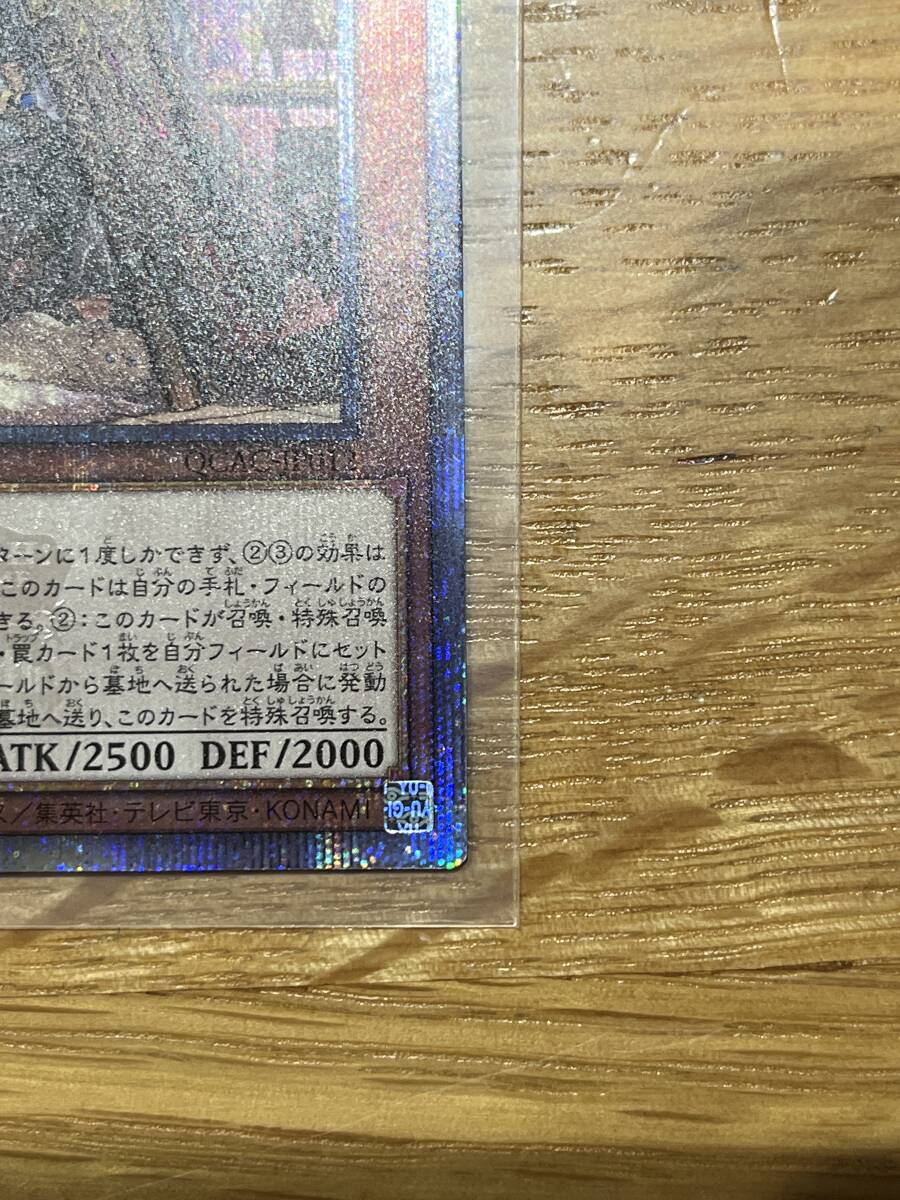 QCAC-JP012
ターンに1度しかできず、②③の効果は
このカードは自分の手札・フィールドの
きる。②:このカードが召喚・特殊召喚
・罠カード1枚を自分フィールドにセット
ールドから墓地へ送られた場合に発動
墓地へ送り、このカードを特殊召喚する。
ATK/2500 DEF/2000
ス/集英社・テレビ東京・KONAMI